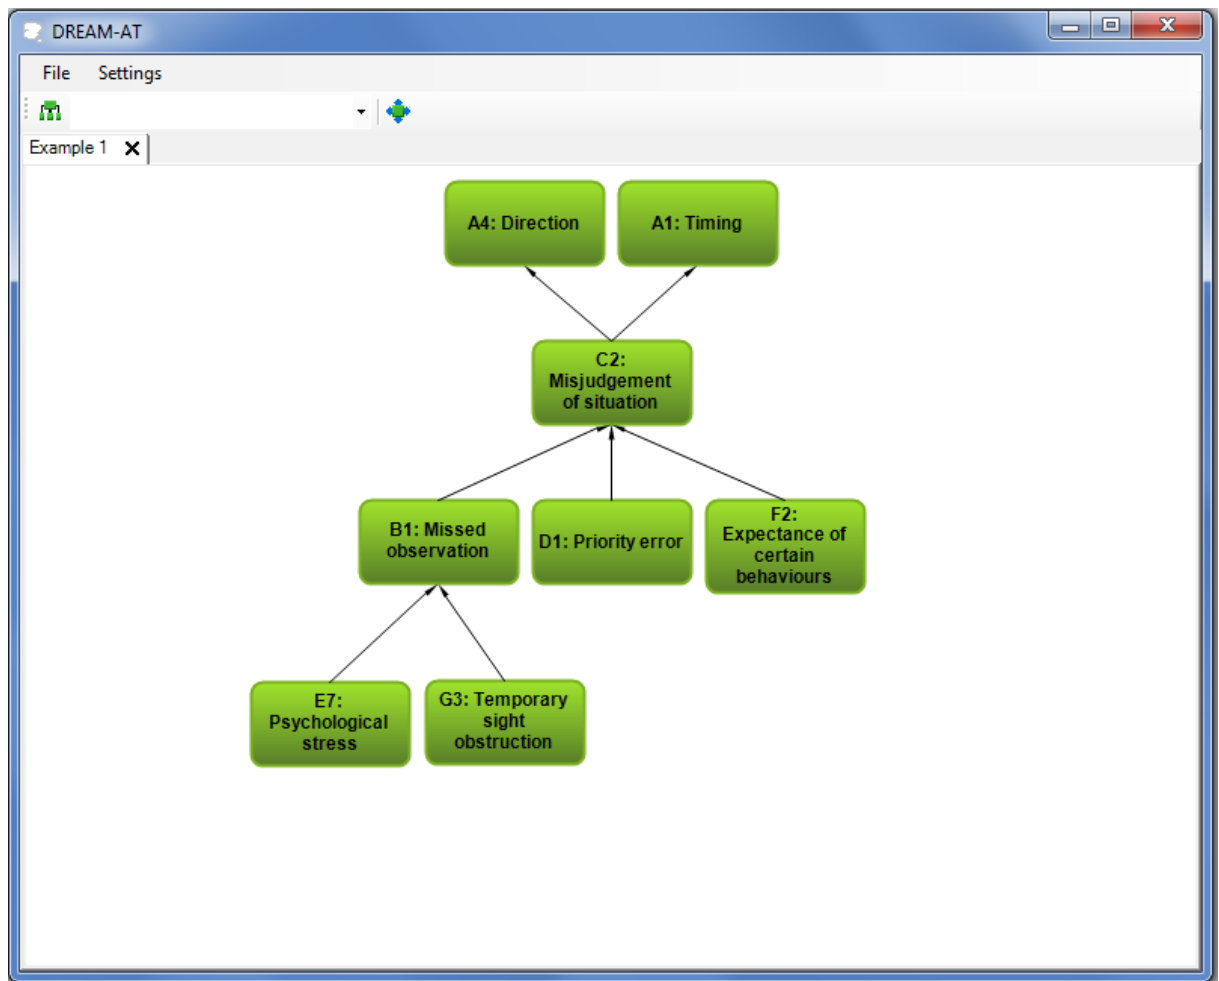 DREAM-AT
File Settings
Example 1
A4: Direction
A1: Timing
C2:
Misjudgement
of situation
B1: Missed
observation
D1: Priority error
F2:
Expectance of
certain
behaviours
E7:
Psychological
stress
G3: Temporary
sight
obstruction